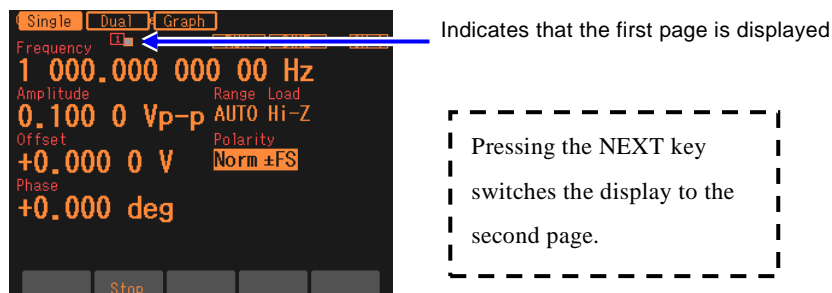 Single Dual Graph
Indicates that the first page is displayed
Frequency 1
1 000.000 000 00 Hz
Amplitude Range Load
0.100 0 Vp-p AUTO Hi-Z
Offset Polarity
+0.000 0 V Norm ±FS
Phase
+0.000 deg
Stop
Pressing the NEXT key
switches the display to the
second page.